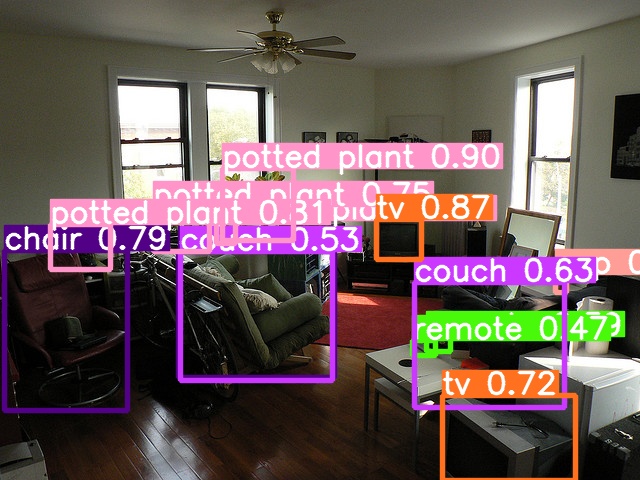 potted plant 0.90
potted plant 0.75
tv 0.87
potted plant 0.81
chair 0.79
couch 0.53
couch 0.63
remote 0.47
tv 0.72